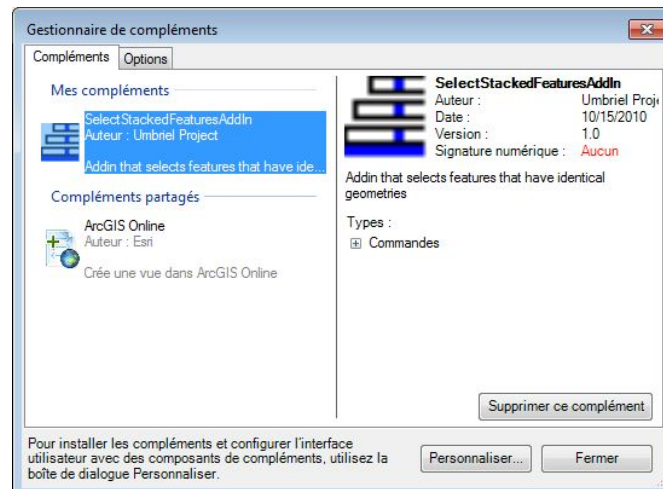 Gestionnaire de compléments
Compléments
Options
Mes compléments
SelectStackedFeaturesAddIn
Auteur : Umbriel Project
Addin that selects features that have ide...
Compléments partagés
ArcGIS Online
Auteur : Esri
Crée une vue dans ArcGIS Online
SelectStackedFeaturesAddIn
Auteur : Umbriel Proje
Date : 10/15/2010
Version : 1.0
Signature numérique : Aucun
Addin that selects features that have identical
geometries
Types :
Commandes
Supprimer ce complément
Pour installer les compléments et configurer l'interface
utilisateur avec des composants de compléments, utilisez la
boîte de dialogue Personnaliser.
Personnaliser...
Fermer